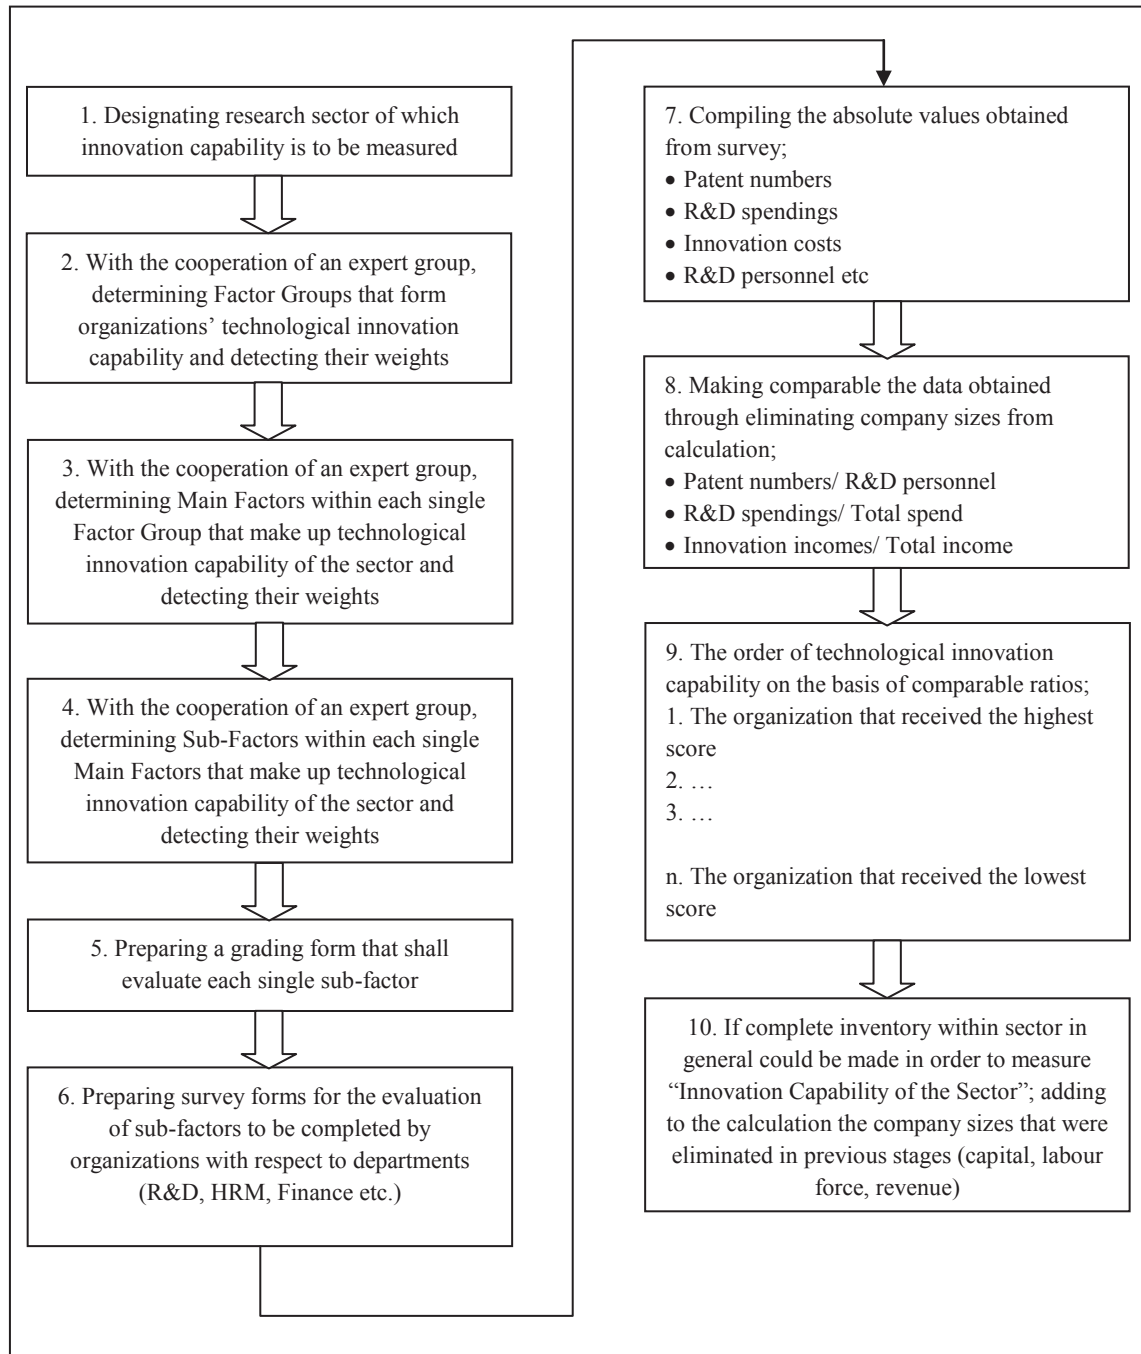 1. Designating research sector of which
innovation capability is to be measured
2. With the cooperation of an expert group,
determining Factor Groups that form
organizations’ technological innovation
capability and detecting their weights
3. With the cooperation of an expert group,
determining Main Factors within each single
Factor Group that make up technological
innovation capability of the sector and
detecting their weights
4. With the cooperation of an expert group,
determining Sub-Factors within each single
Main Factors that make up technological
innovation capability of the sector and
detecting their weights
5. Preparing a grading form that shall
evaluate each single sub-factor
6. Preparing survey forms for the evaluation
of sub-factors to be completed by
organizations with respect to departments
(R&D, HRM, Finance etc.)
7. Compiling the absolute values obtained
from survey;
• Patent numbers
• R&D spendings
• Innovation costs
• R&D personnel etc
8. Making comparable the data obtained
through eliminating company sizes from
calculation;
• Patent numbers/ R&D personnel
• R&D spendings/ Total spend
• Innovation incomes/ Total income
9. The order of technological innovation
capability on the basis of comparable ratios;
1. The organization that received the highest
score
2. …
3. …
n. The organization that received the lowest
score
10. If complete inventory within sector in
general could be made in order to measure
“Innovation Capability of the Sector”; adding
to the calculation the company sizes that were
eliminated in previous stages (capital, labour
force, revenue)